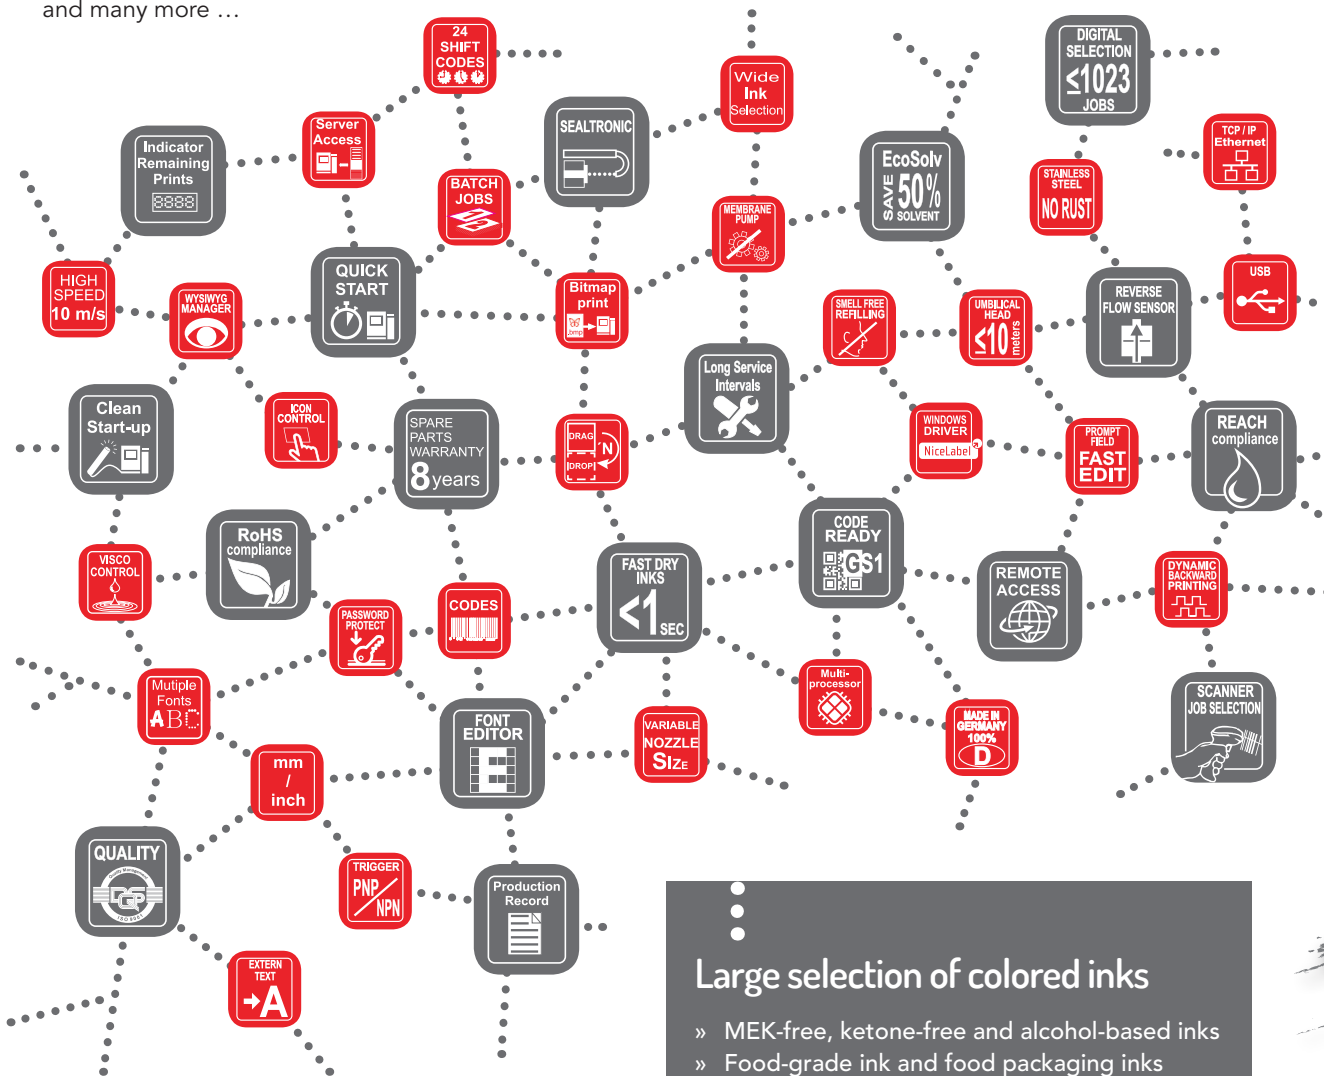 and many more …
24
SHIFT
CODES
DIGITAL
SELECTION
≤1023
JOBS
Wide
Ink
Selection
SEALTRONIC
Server
Access
Indicator
Remaining
Prints
8888
TCP / IP
Ethernet
EcoSolv
SAVE
50%
SOLVENT
STAINLESS
STEEL
NO RUST
BATCH
JOBS
MEMBRANE
PUMP
HIGH
SPEED
10 m/s
WYSIWYG
MANAGER
QUICK
START
Bitmap
print
.bmp
SMELL FREE
REFILLING
UMBILICAL
HEAD
≤10
meters
REVERSE
FLOW SENSOR
USB
Clean
Start-up
ICON
CONTROL
SPARE
PARTS
WARRANTY
8 years
DRAG
'N
DROP
Long Service
Intervals
WINDOWS
DRIVER
NiceLabel
PROMPT
FIELD
FAST
EDIT
REACH
compliance
VISCO
CONTROL
RoHS
compliance
PASSWORD
PROTECT
CODES
FAST DRY
INKS
<1
SEC
CODE
READY
GS1
REMOTE
ACCESS
DYNAMIC
BACKWARD
PRINTING
Mutiple
Fonts
ABC
mm
/
inch
FONT
EDITOR
E
VARIABLE
NOZZLE
SIZE
Multi-
processor
MADE IN
GERMANY
100%
D
SCANNER
JOB SELECTION
QUALITY
Quality Management
DQS
ISO 9001
TRIGGER
PNP
NPN
Production
Record
EXTERN
TEXT
→A
Large selection of colored inks
» MEK-free, ketone-free and alcohol-based inks
» Food-grade ink and food packaging inks